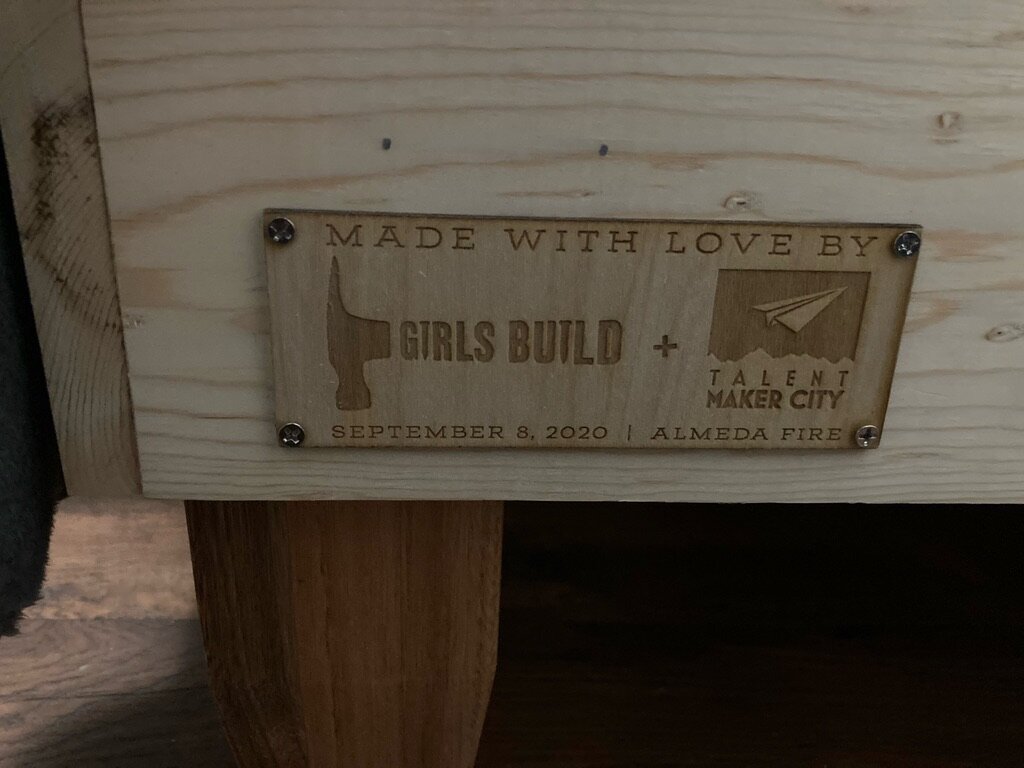 MADE WITH LOVE BY
GIRLS BUILD + TALENT MAKER CITY
SEPTEMBER 8, 2020 | ALMEDA FIRE